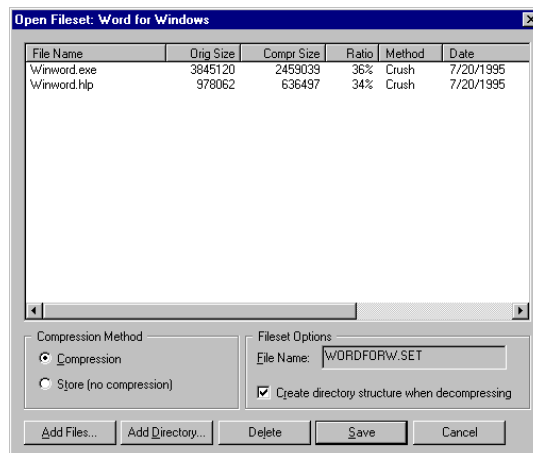 Open Fileset: Word for Windows
File Name Orig Size Compr Size Ratio Method Date
Winword.exe 3845120 2459039 36% Crush 7/20/1995
Winword.hlp 978062 636497 34% Crush 7/20/1995
Compression Method
Compression
Store (no compression)
Fileset Options
File Name: WORDFORW.SET
Create directory structure when decompressing
Add Files... Add Directory... Delete Save Cancel